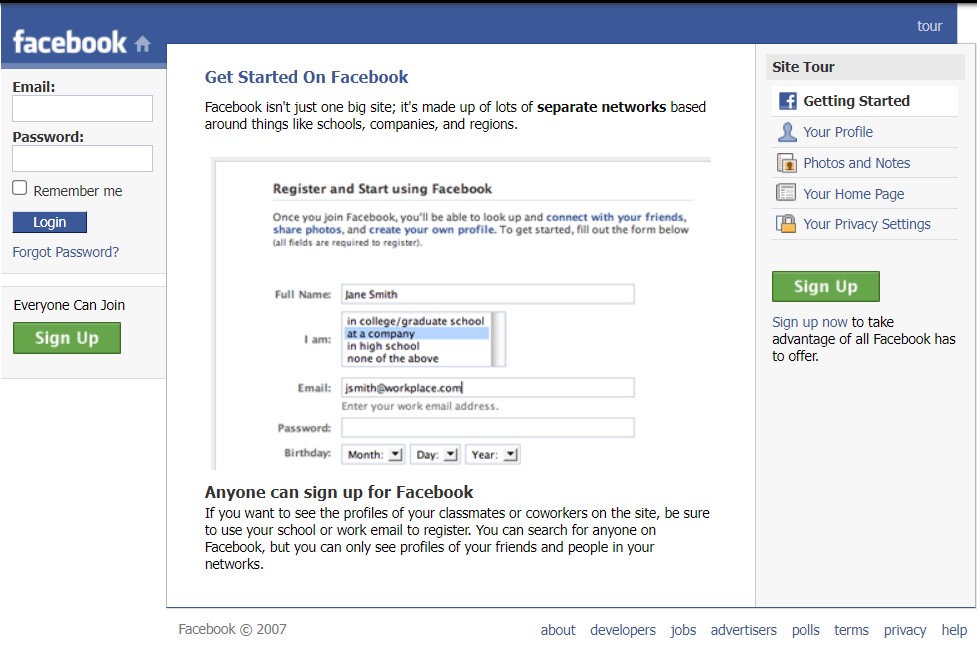 tour
facebook
Email:
Password:
Remember me
Login
Forgot Password?
Everyone Can Join
Sign Up
Get Started On Facebook
Facebook isn't just one big site; it's made up of lots of separate networks based
around things like schools, companies, and regions.
Register and Start using Facebook
Once you join Facebook, you'll be able to look up and connect with your friends,
share photos, and create your own profile. To get started, fill out the form below
(all fields are required to register).
Full Name: Jane Smith
I am:
in college/graduate school
at a company
in high school
none of the above
Email: jsmith@workplace.com
Enter your work email address.
Password:
Birthday: Month: Day: Year:
Anyone can sign up for Facebook
If you want to see the profiles of your classmates or coworkers on the site, be sure
to use your school or work email to register. You can search for anyone on
Facebook, but you can only see profiles of your friends and people in your
networks.
Site Tour
Getting Started
Your Profile
Photos and Notes
Your Home Page
Your Privacy Settings
Sign Up
Sign up now to take
advantage of all Facebook has
to offer.
Facebook © 2007
about developers jobs advertisers polls terms privacy help